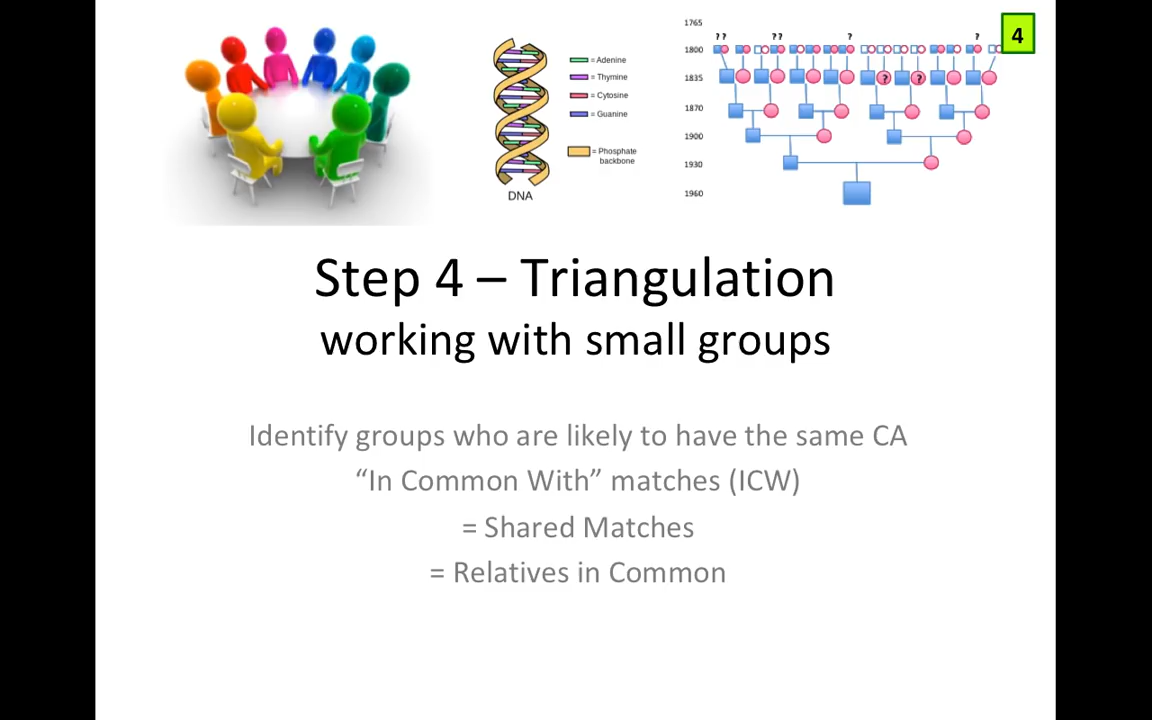 4
= Adenine
= Thymine
= Cytosine
= Guanine
= Phosphate
backbone
DNA
1765
? ? ? ? ? ?
1800
1835
? ?
1870
1900
1930
1960
Step 4 – Triangulation
working with small groups
Identify groups who are likely to have the same CA
“In Common With” matches (ICW)
= Shared Matches
= Relatives in Common